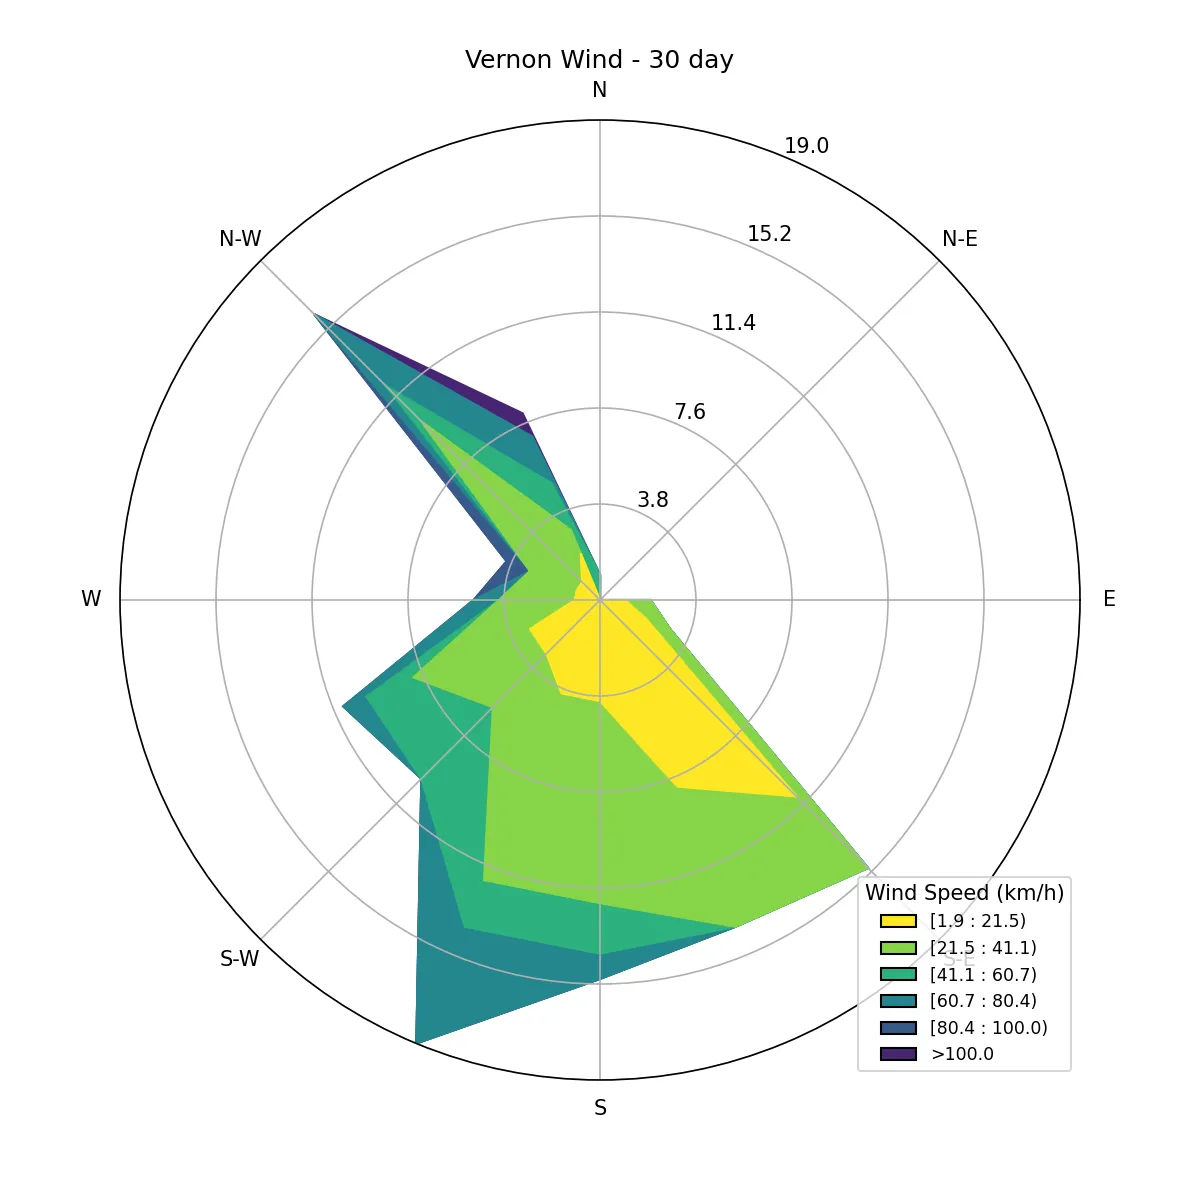 Vernon Wind - 30 day
N
19.0
15.2
N-W
N-E
11.4
7.6
3.8
W
E
Wind Speed (km/h)
[1.9 : 21.5)
[21.5 : 41.1)
S-W
S-E
[41.1 : 60.7)
[60.7 : 80.4)
[80.4 : 100.0)
>100.0
S